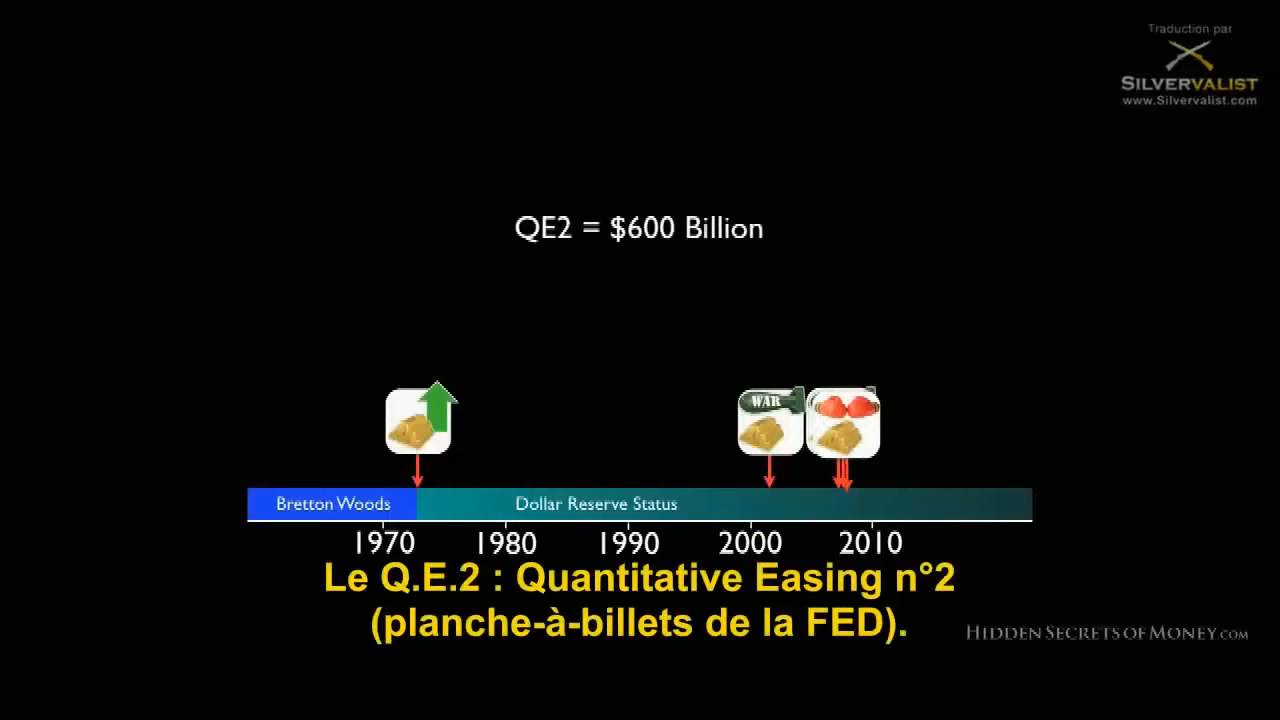 Traduction par
SILVERVALIST
www.Silvervalist.com
QE2 = $600 Billion
WAR
Bretton Woods
Dollar Reserve Status
1970 1980 1990 2000 2010
Le Q.E.2 : Quantitative Easing n°2
(planche-à-billets de la FED).
HIDDEN SECRETS OF MONEY.COM